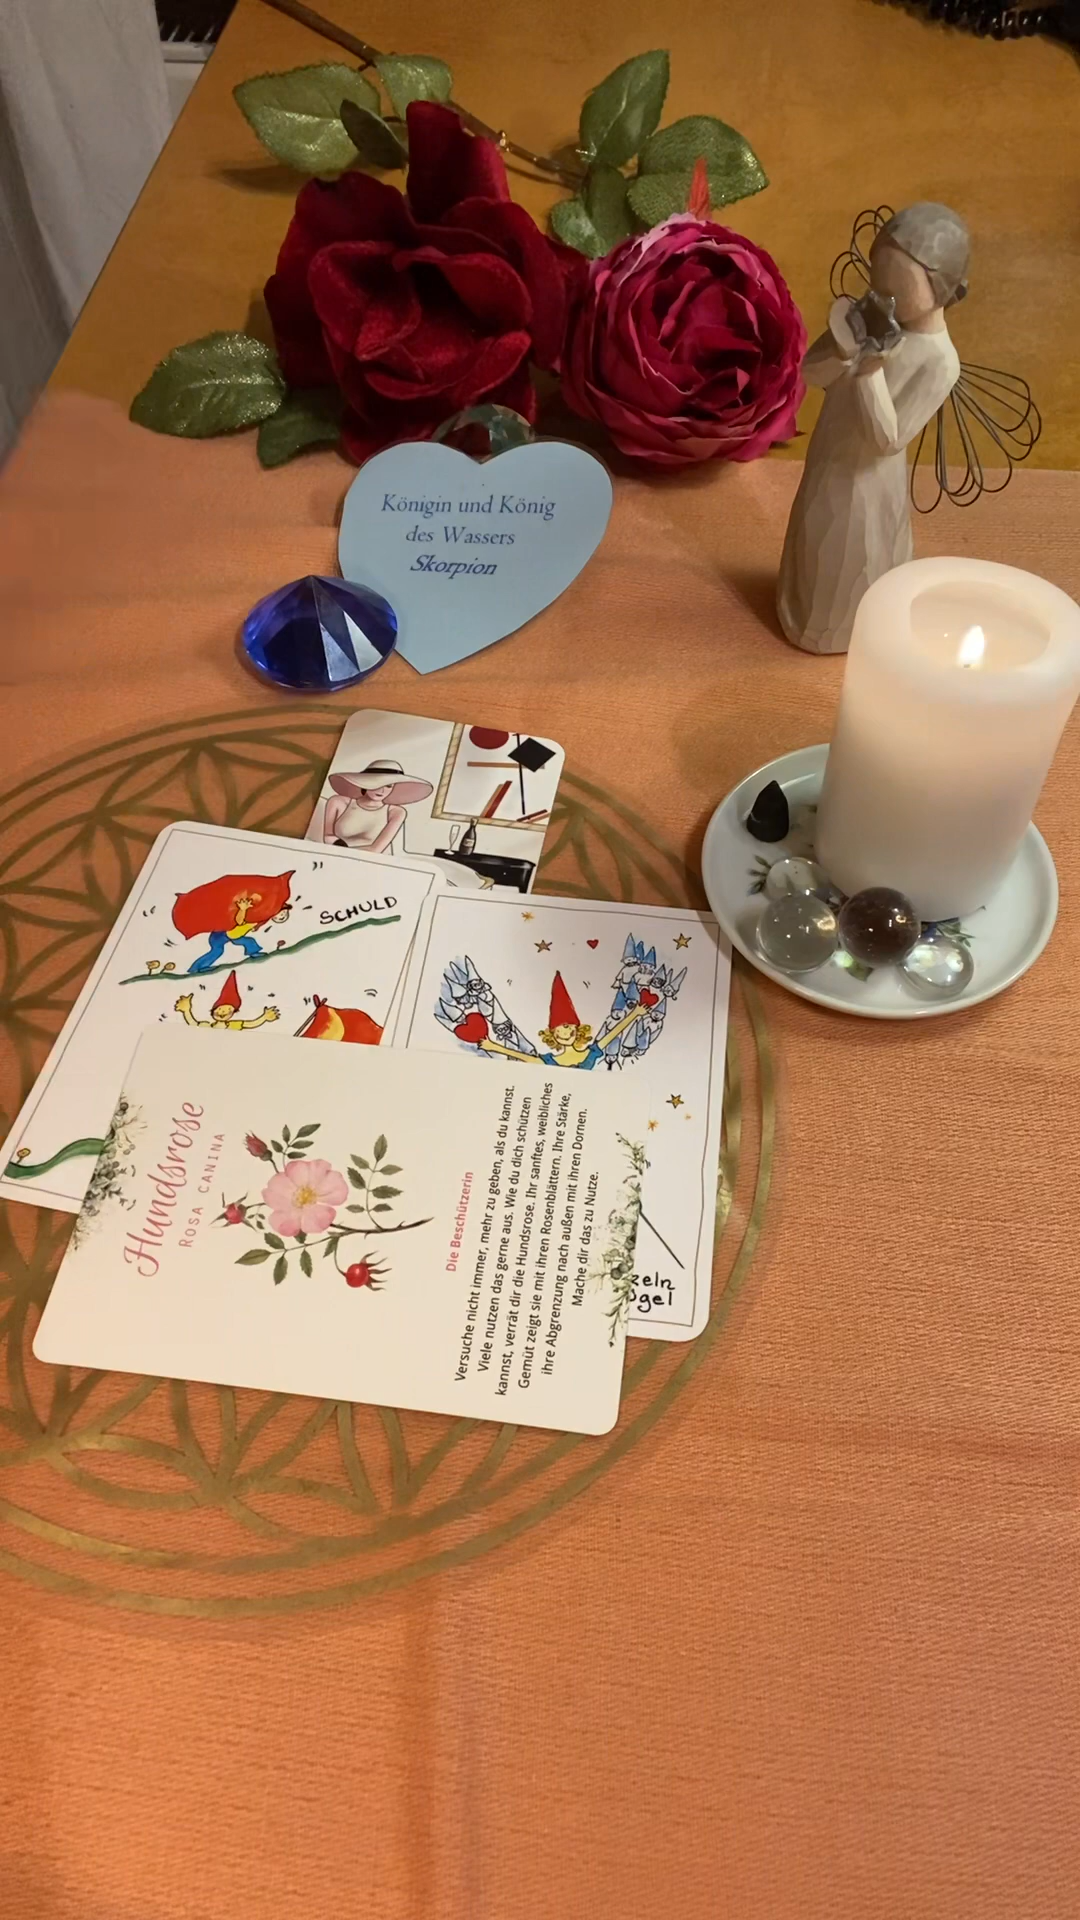 Königin und König
des Wassers
Skorpion
SCHULD
Hundsrose
ROSA CANINA
Die Beschützerin
Versuche nicht immer, mehr zu geben, als du kannst.
Viele nutzen das gerne aus. Wie du dich schützen
kannst, verrät dir die Hundsrose. Ihr sanftes, weibliches
Gemüt zeigt sie mit ihren Rosenblättern. Ihre Stärke,
ihre Abgrenzung nach außen mit ihren Dornen.
Mache dir das zu Nutze.
zeln
gel